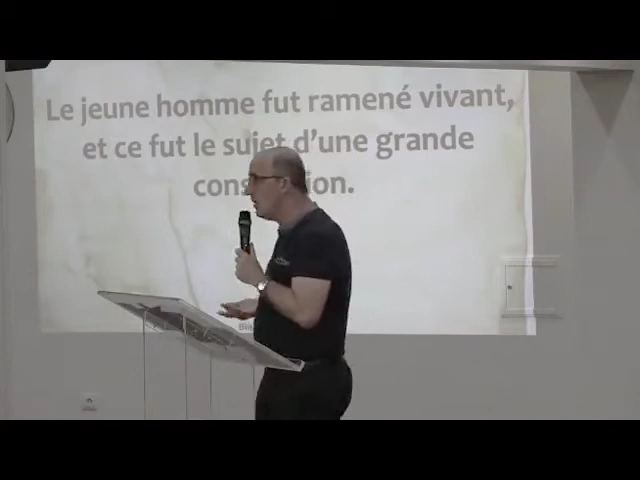 Le jeune homme fut ramené vivant,
et ce fut le sujet d’une grande